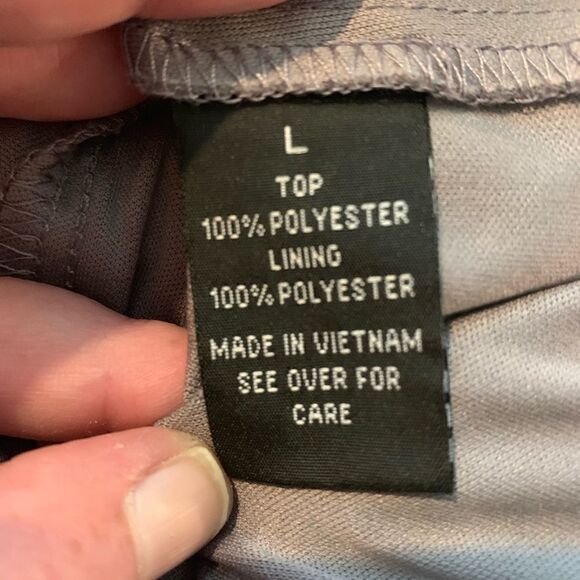 L
TOP
100% POLYESTER
LINING
100% POLYESTER
MADE IN VIETNAM
SEE OVER FOR
CARE